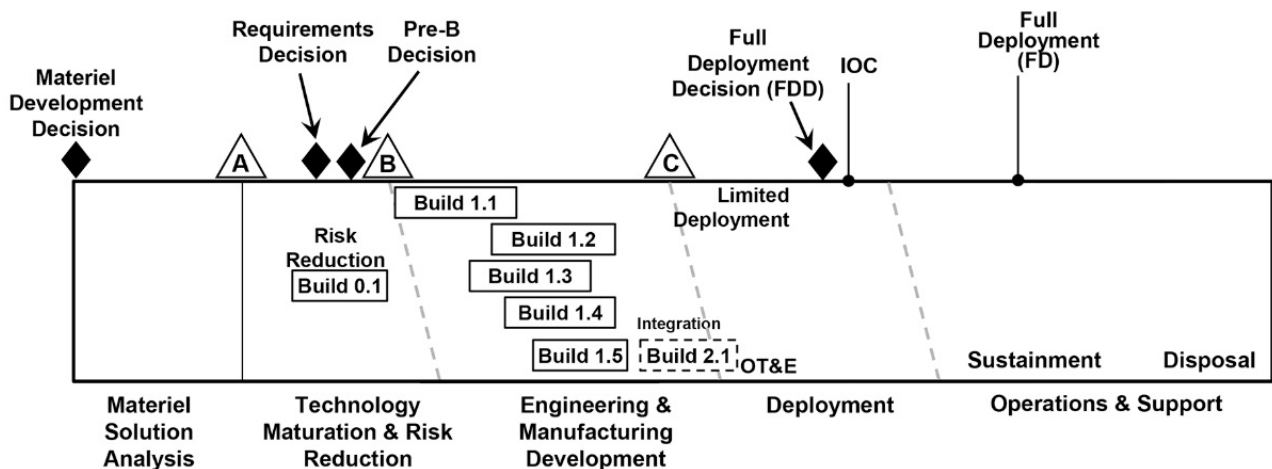 Materiel
Development
Decision
Requirements
Decision
Pre-B
Decision
Full
Deployment
Decision (FDD)
IOC
Full
Deployment
(FD)
A
B
C
Build 1.1
Limited
Deployment
Build 1.2
Risk
Reduction
Build 0.1
Build 1.3
Build 1.4
Integration
Build 1.5
Build 2.1
OT&E
Sustainment
Disposal
Materiel
Solution
Analysis
Technology
Maturation & Risk
Reduction
Engineering &
Manufacturing
Development
Deployment
Operations & Support